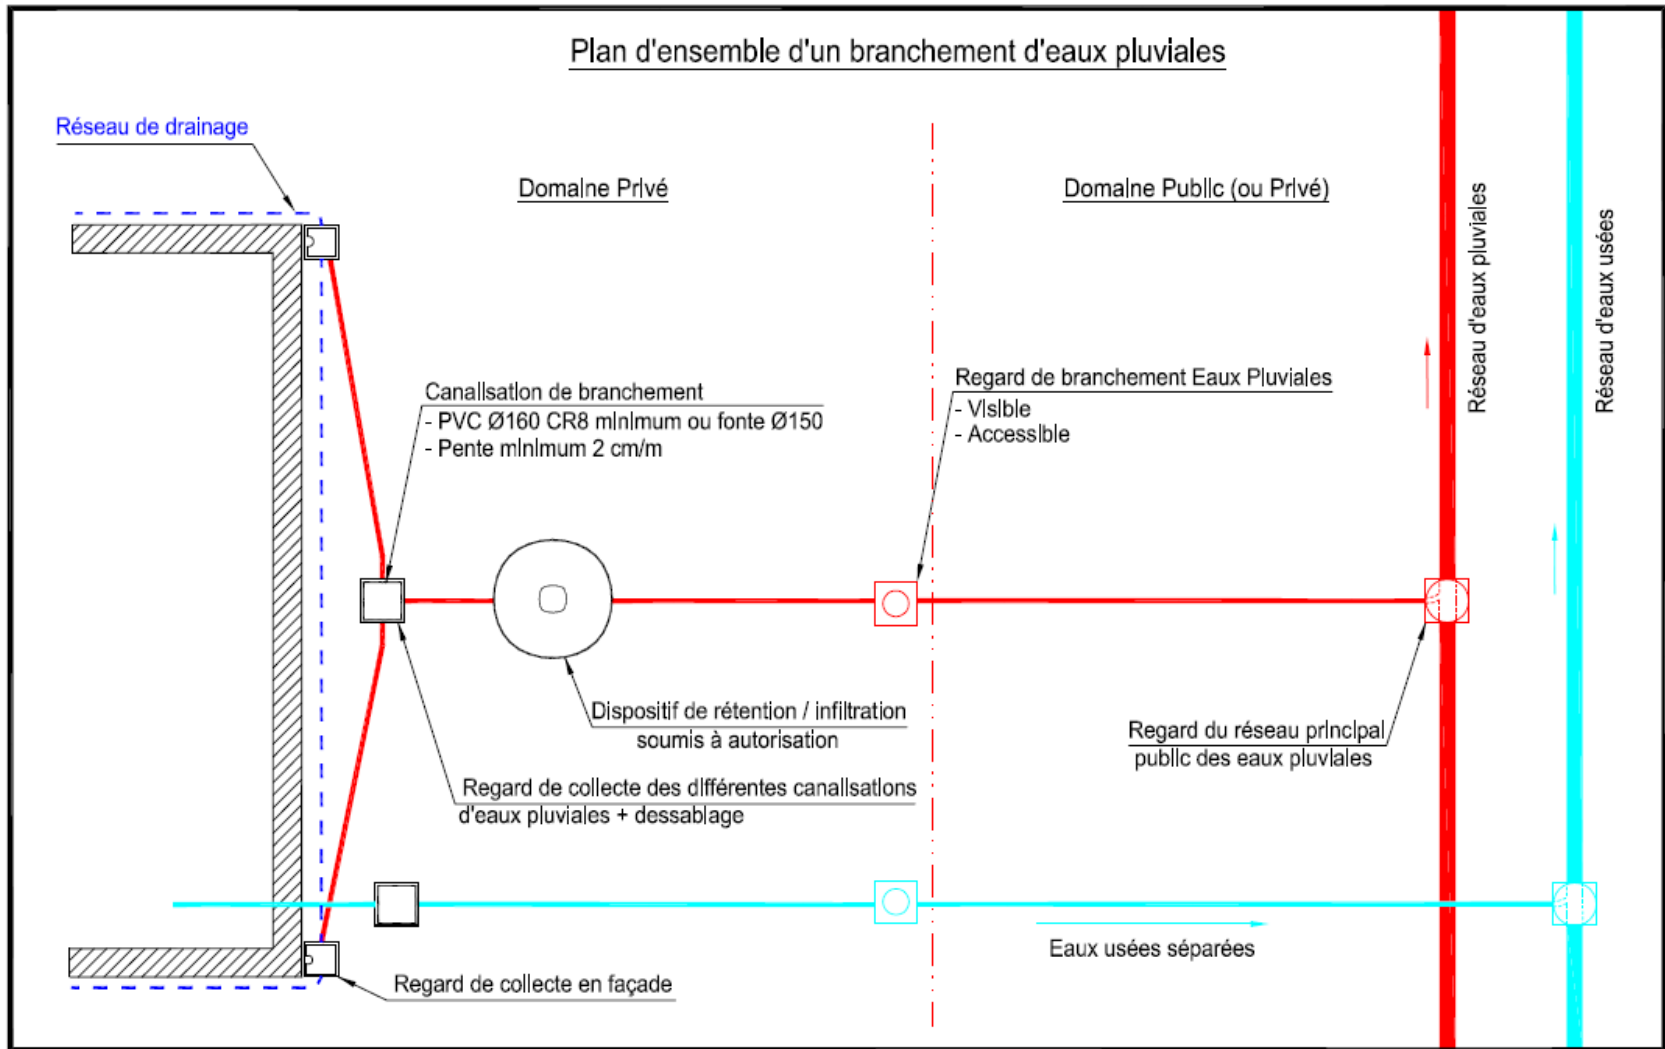 Plan d'ensemble d'un branchement d'eaux pluviales
Réseau de drainage
Domaine Privé
Domaine Public (ou Privé)
Réseau d'eaux pluviales
Réseau d'eaux usées
Canalisation de branchement
- PVC Ø160 CR8 minimum ou fonte Ø150
- Pente minimum 2 cm/m
Regard de branchement Eaux Pluviales
- Visible
- Accessible
Dispositif de rétention / infiltration
soumis à autorisation
Regard du réseau principal
public des eaux pluviales
Regard de collecte des différentes canalisations
d'eaux pluviales + dessablage
Eaux usées séparées
Regard de collecte en façade